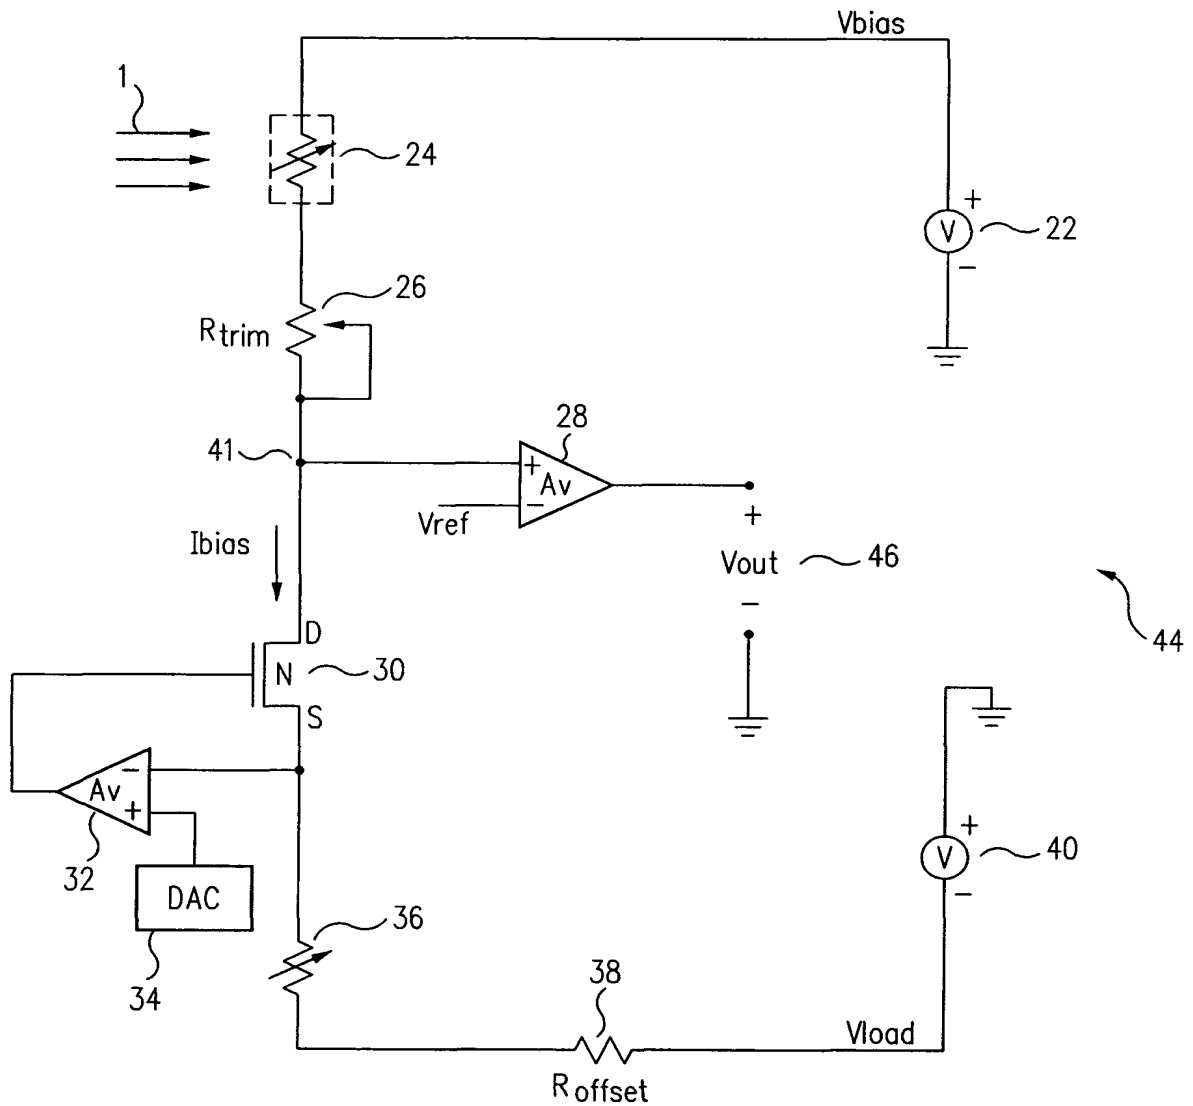 Vbias
1
24
+
V
22
−
26
Rtrim
28
41
+
Av
−
Vref
Ibias
+
Vout
46
−
44
D
N
30
S
−
Av
+
32
DAC
34
+
V
40
−
36
38
Vload
Roffset